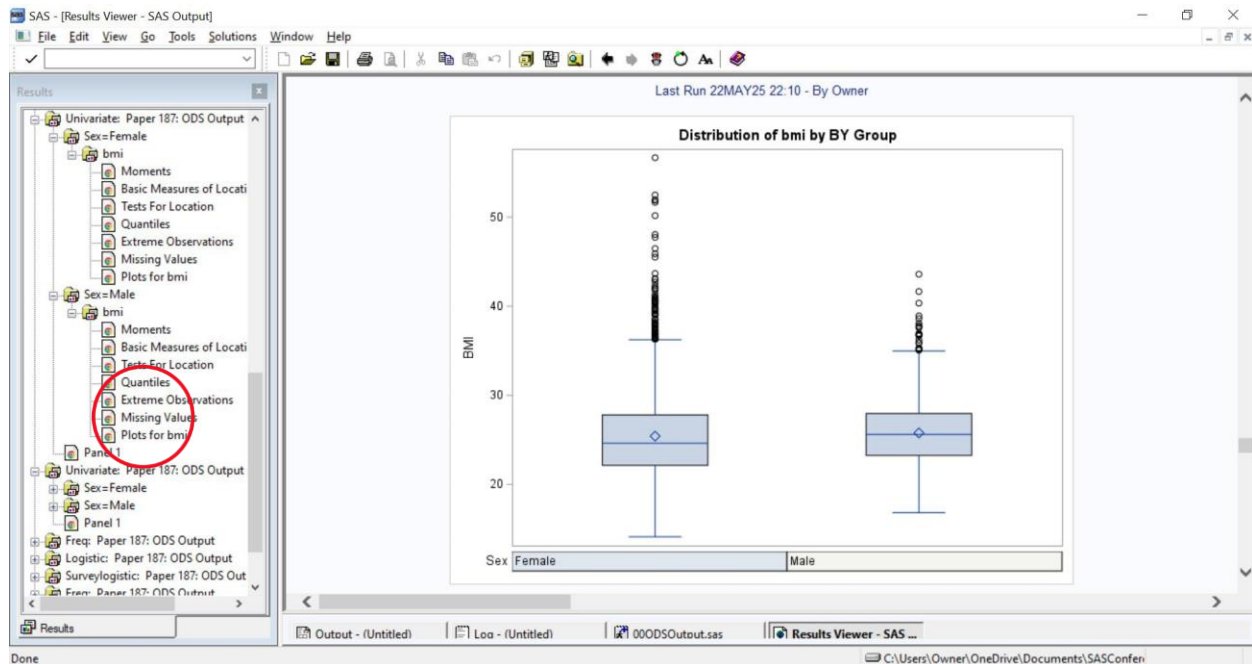 SAS - [Results Viewer - SAS Output]
File Edit View Go Tools Solutions Window Help
Results
Univariate: Paper 187: ODS Output
Sex=Female
bmi
Moments
Basic Measures of Locati
Tests For Location
Quantiles
Extreme Observations
Missing Values
Plots for bmi
Sex=Male
bmi
Moments
Basic Measures of Locati
Tests For Location
Quantiles
Extreme Observations
Missing Values
Plots for bmi
Panel 1
Univariate: Paper 187: ODS Output
Sex=Female
Sex=Male
Panel 1
Freq: Paper 187: ODS Output
Logistic: Paper 187: ODS Output
Surveylogistic: Paper 187: ODS Out
Freq: Paper 187: ODS Output
Results
Last Run 22MAY25 22:10 - By Owner
Distribution of bmi by BY Group
50
40
BMI
30
20
Sex Female Male
Output - (Untitled) Log - (Untitled) 00ODSOutput.sas Results Viewer - SAS ...
Done C:\Users\Owner\OneDrive\Documents\SASConferen